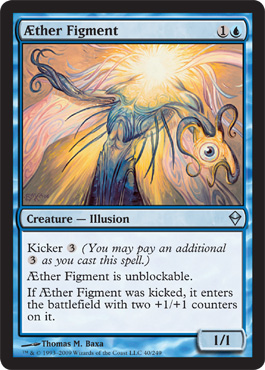 Æther Figment 1
Creature — Illusion
Kicker 3 (You may pay an additional
3 as you cast this spell.)
Æther Figment is unblockable.
If Æther Figment was kicked, it enters
the battlefield with two +1/+1 counters
on it.
Thomas M. Baxa
™ & © 1993–2009 Wizards of the Coast LLC 40/249
1/1